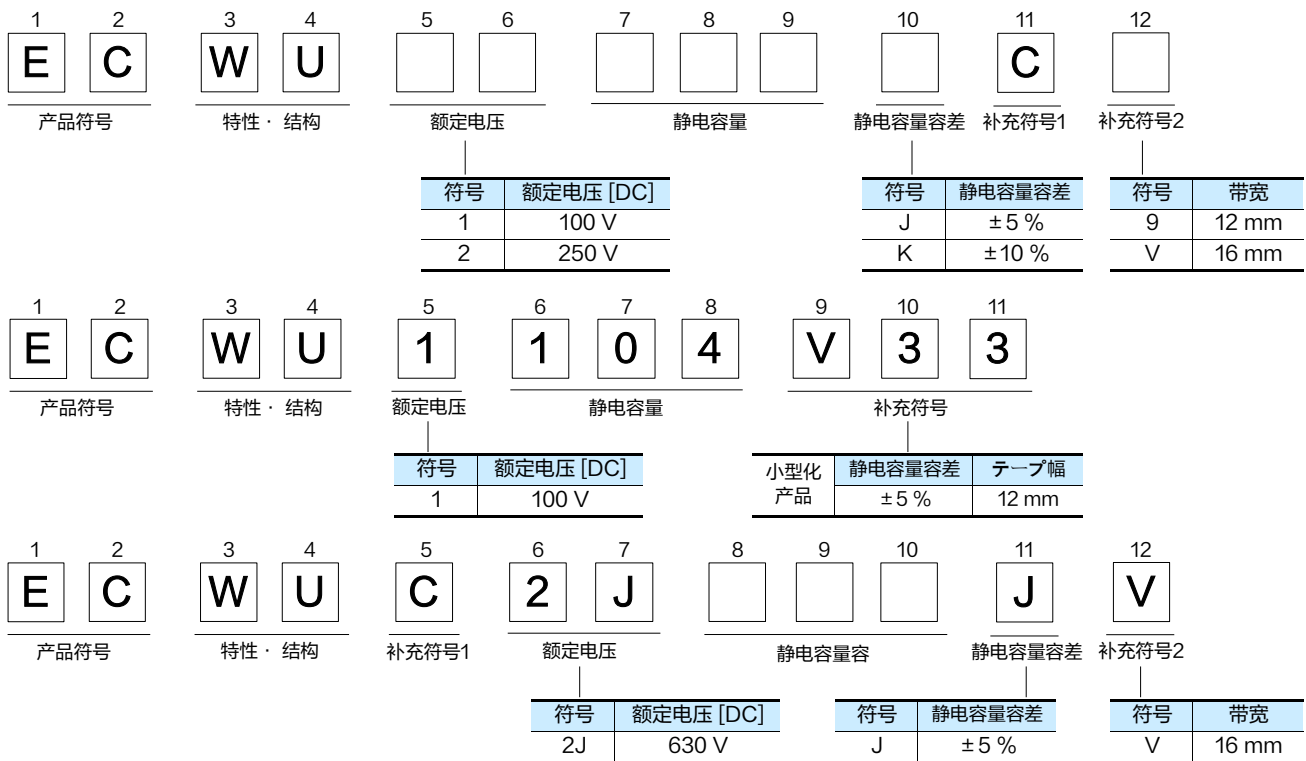 1 2 3 4 5 6 7 8 9 10 11 12
E C W U C
产品符号 特性· 结构 额定电压 静电容量 静电容量容差 补充符号1 补充符号2
符号 额定电压 [DC] 符号 静电容量容差 符号 带宽
1 100 V J ±5 % 9 12 mm
2 250 V K ±10 % V 16 mm
1 2 3 4 5 6 7 8 9 10 11
E C W U 1 1 0 4 V 3 3
产品符号 特性· 结构 额定电压 静电容量 补充符号
符号 额定电压 [DC] 小型化 静电容量容差 テープ幅
1 100 V 产品 ±5 % 12 mm
1 2 3 4 5 6 7 8 9 10 11 12
E C W U C 2 J J V
产品符号 特性· 结构 补充符号1 额定电压 静电容量容 静电容量容差 补充符号2
符号 额定电压 [DC] 符号 静电容量容差 符号 带宽
2J 630 V J ±5 % V 16 mm